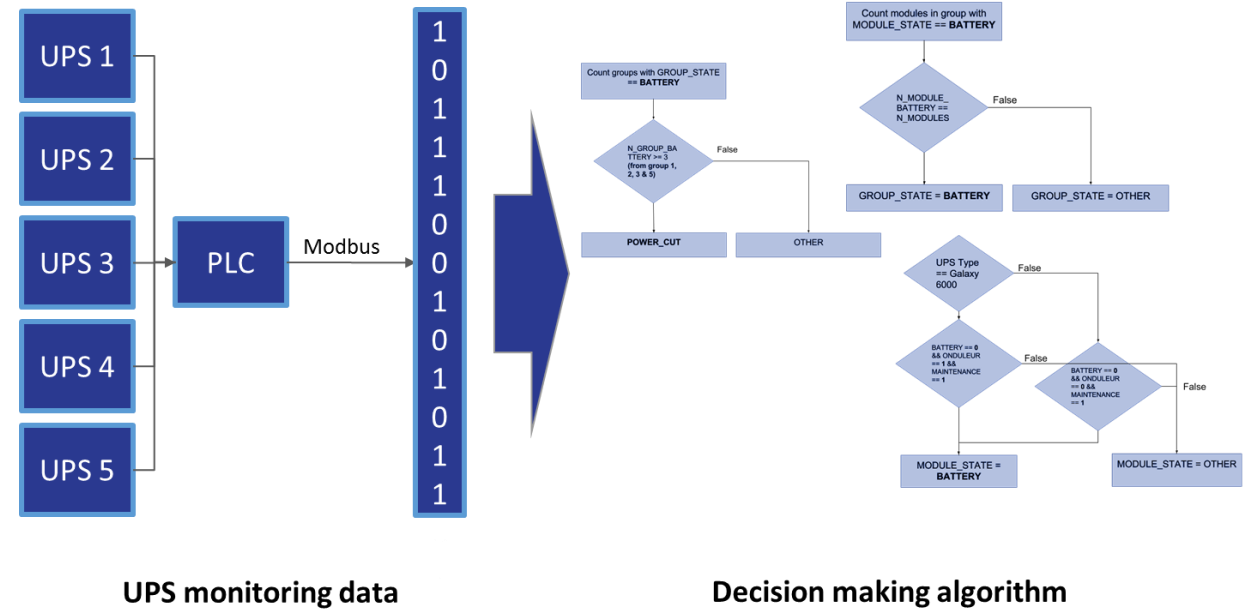 UPS 1
UPS 2
UPS 3
UPS 4
UPS 5
PLC
Modbus
1
0
1
1
1
0
0
1
0
1
0
1
1
Count groups with GROUP_STATE
== BATTERY
N_GROUP_BA
TTERY >= 3
(from group 1,
2, 3 & 5)
False
POWER_CUT
OTHER
Count modules in group with
MODULE_STATE == BATTERY
N_MODULE_
BATTERY ==
N_MODULES
False
GROUP_STATE = BATTERY
GROUP_STATE = OTHER
UPS Type
== Galaxy
6000
False
BATTERY == 0
&& ONDULEUR
== 1 &&
MAINTENANCE
== 1
False
BATTERY == 0
&& ONDULEUR
== 0 &&
MAINTENANCE
== 1
False
MODULE_STATE =
BATTERY
MODULE_STATE = OTHER
UPS monitoring data
Decision making algorithm